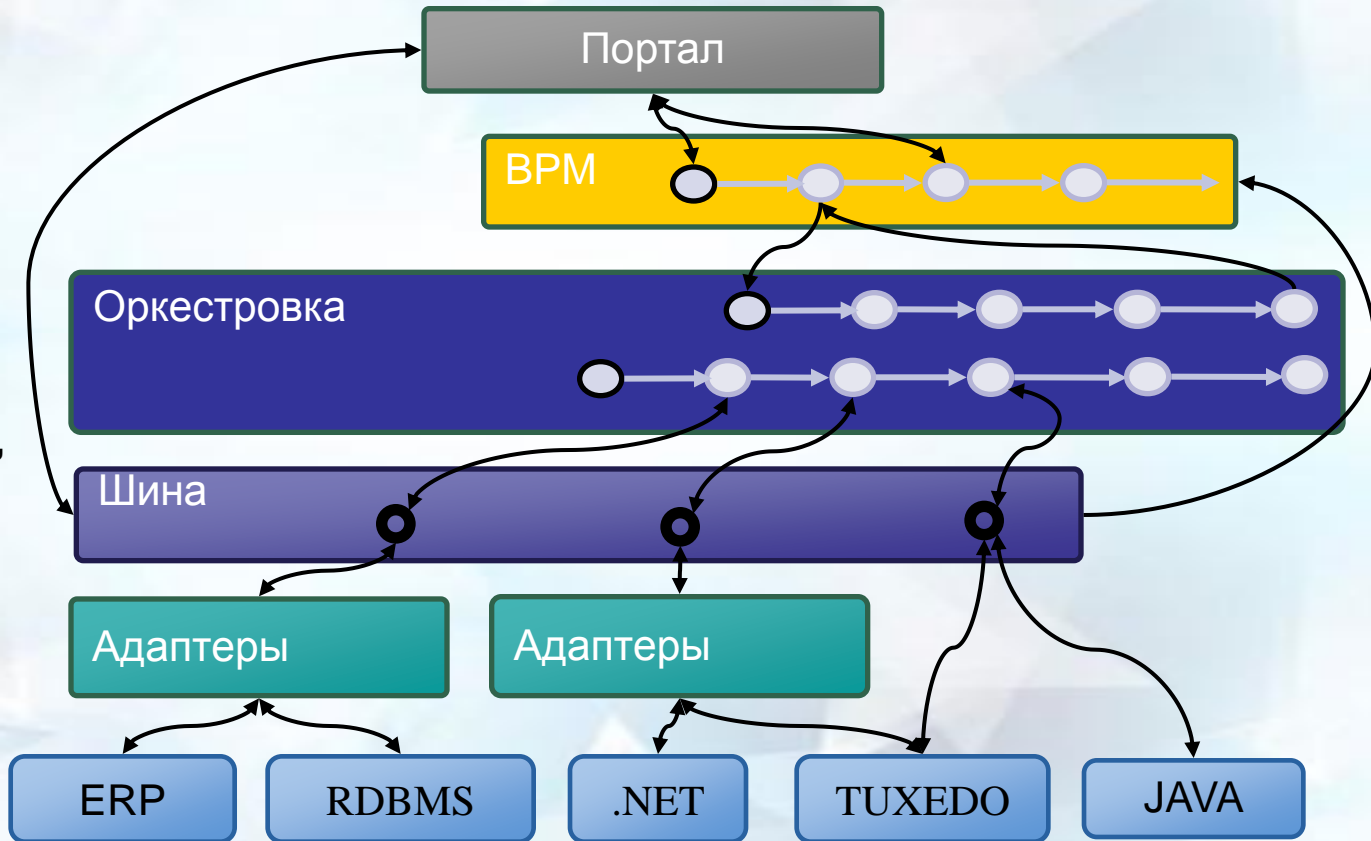 Портал
BPM
Оркестровка
Шина
Адаптеры
Адаптеры
ERP
RDBMS
.NET
TUXEDO
JAVA